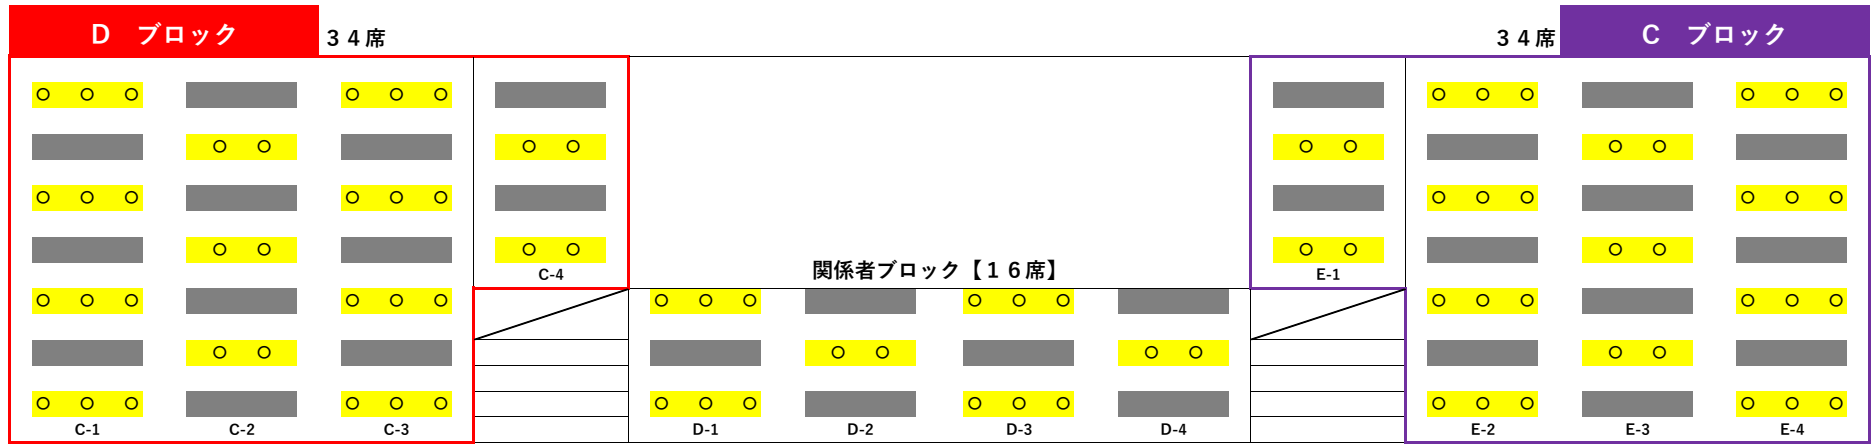 D　ブロック
３４席
３４席
C　ブロック
C-4
関係者ブロック【１６席】
E-1
C-1
C-2
C-3
D-1
D-2
D-3
D-4
E-2
E-3
E-4